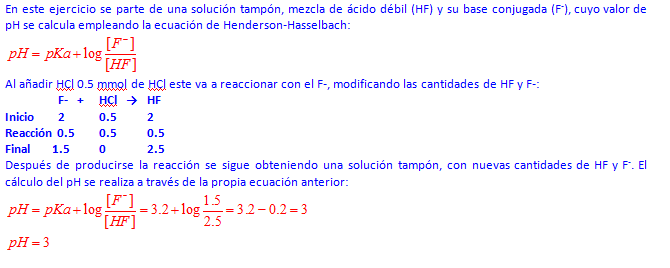 En este ejercicio se parte de una solución tampón, mezcla de ácido débil (HF) y su base conjugada (F⁻), cuyo valor de
pH se calcula empleando la ecuación de Henderson-Hasselbach:
pH = pKa + log [F⁻] / [HF]
Al añadir HCl 0.5 mmol de HCl este va a reaccionar con el F-, modificando las cantidades de HF y F-:
F- + HCl → HF
Inicio 2 0.5 2
Reacción 0.5 0.5 0.5
Final 1.5 0 2.5
Después de producirse la reacción se sigue obteniendo una solución tampón, con nuevas cantidades de HF y F⁻. El
cálculo del pH se realiza a través de la propia ecuación anterior:
pH = pKa + log [F⁻] / [HF] = 3.2 + log 1.5 / 2.5 = 3.2 − 0.2 = 3
pH = 3